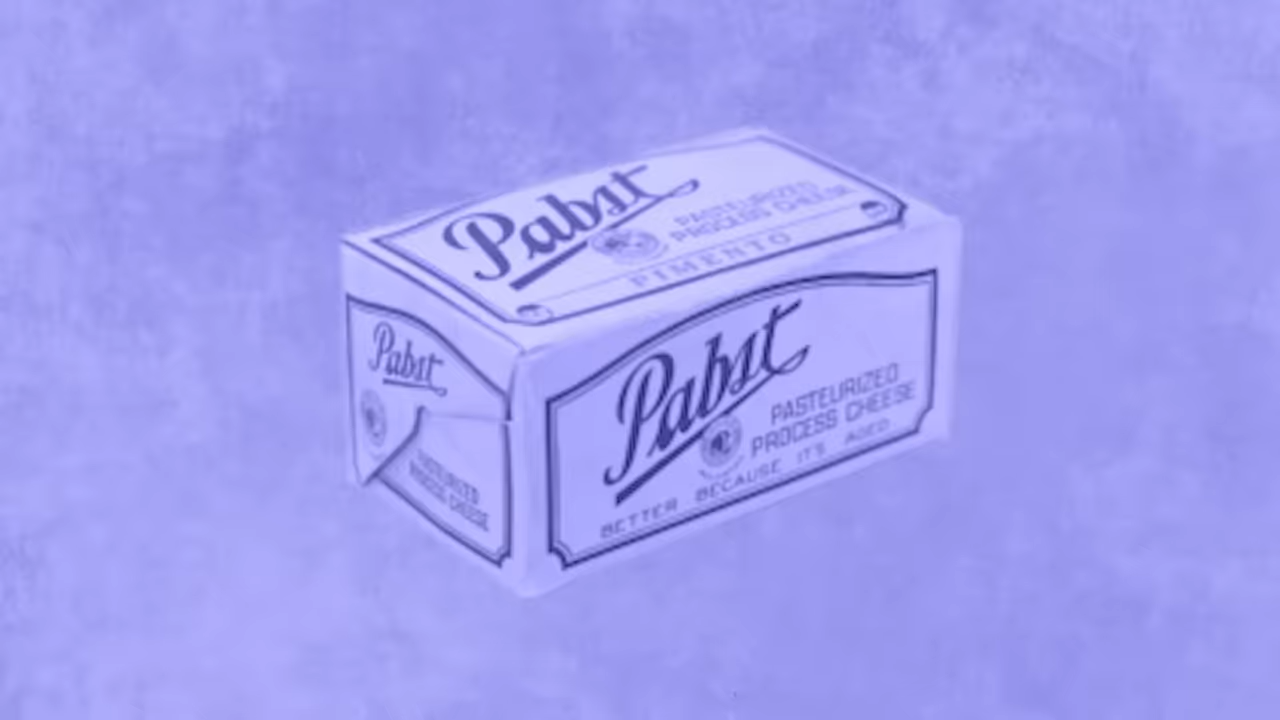 Pabst
PASTEURIZED
PROCESS CHEESE
PIMENTO
Pabst
PASTEURIZED
PROCESS CHEESE
Pabst
PASTEURIZED
PROCESS CHEESE
BETTER BECAUSE IT'S AGED